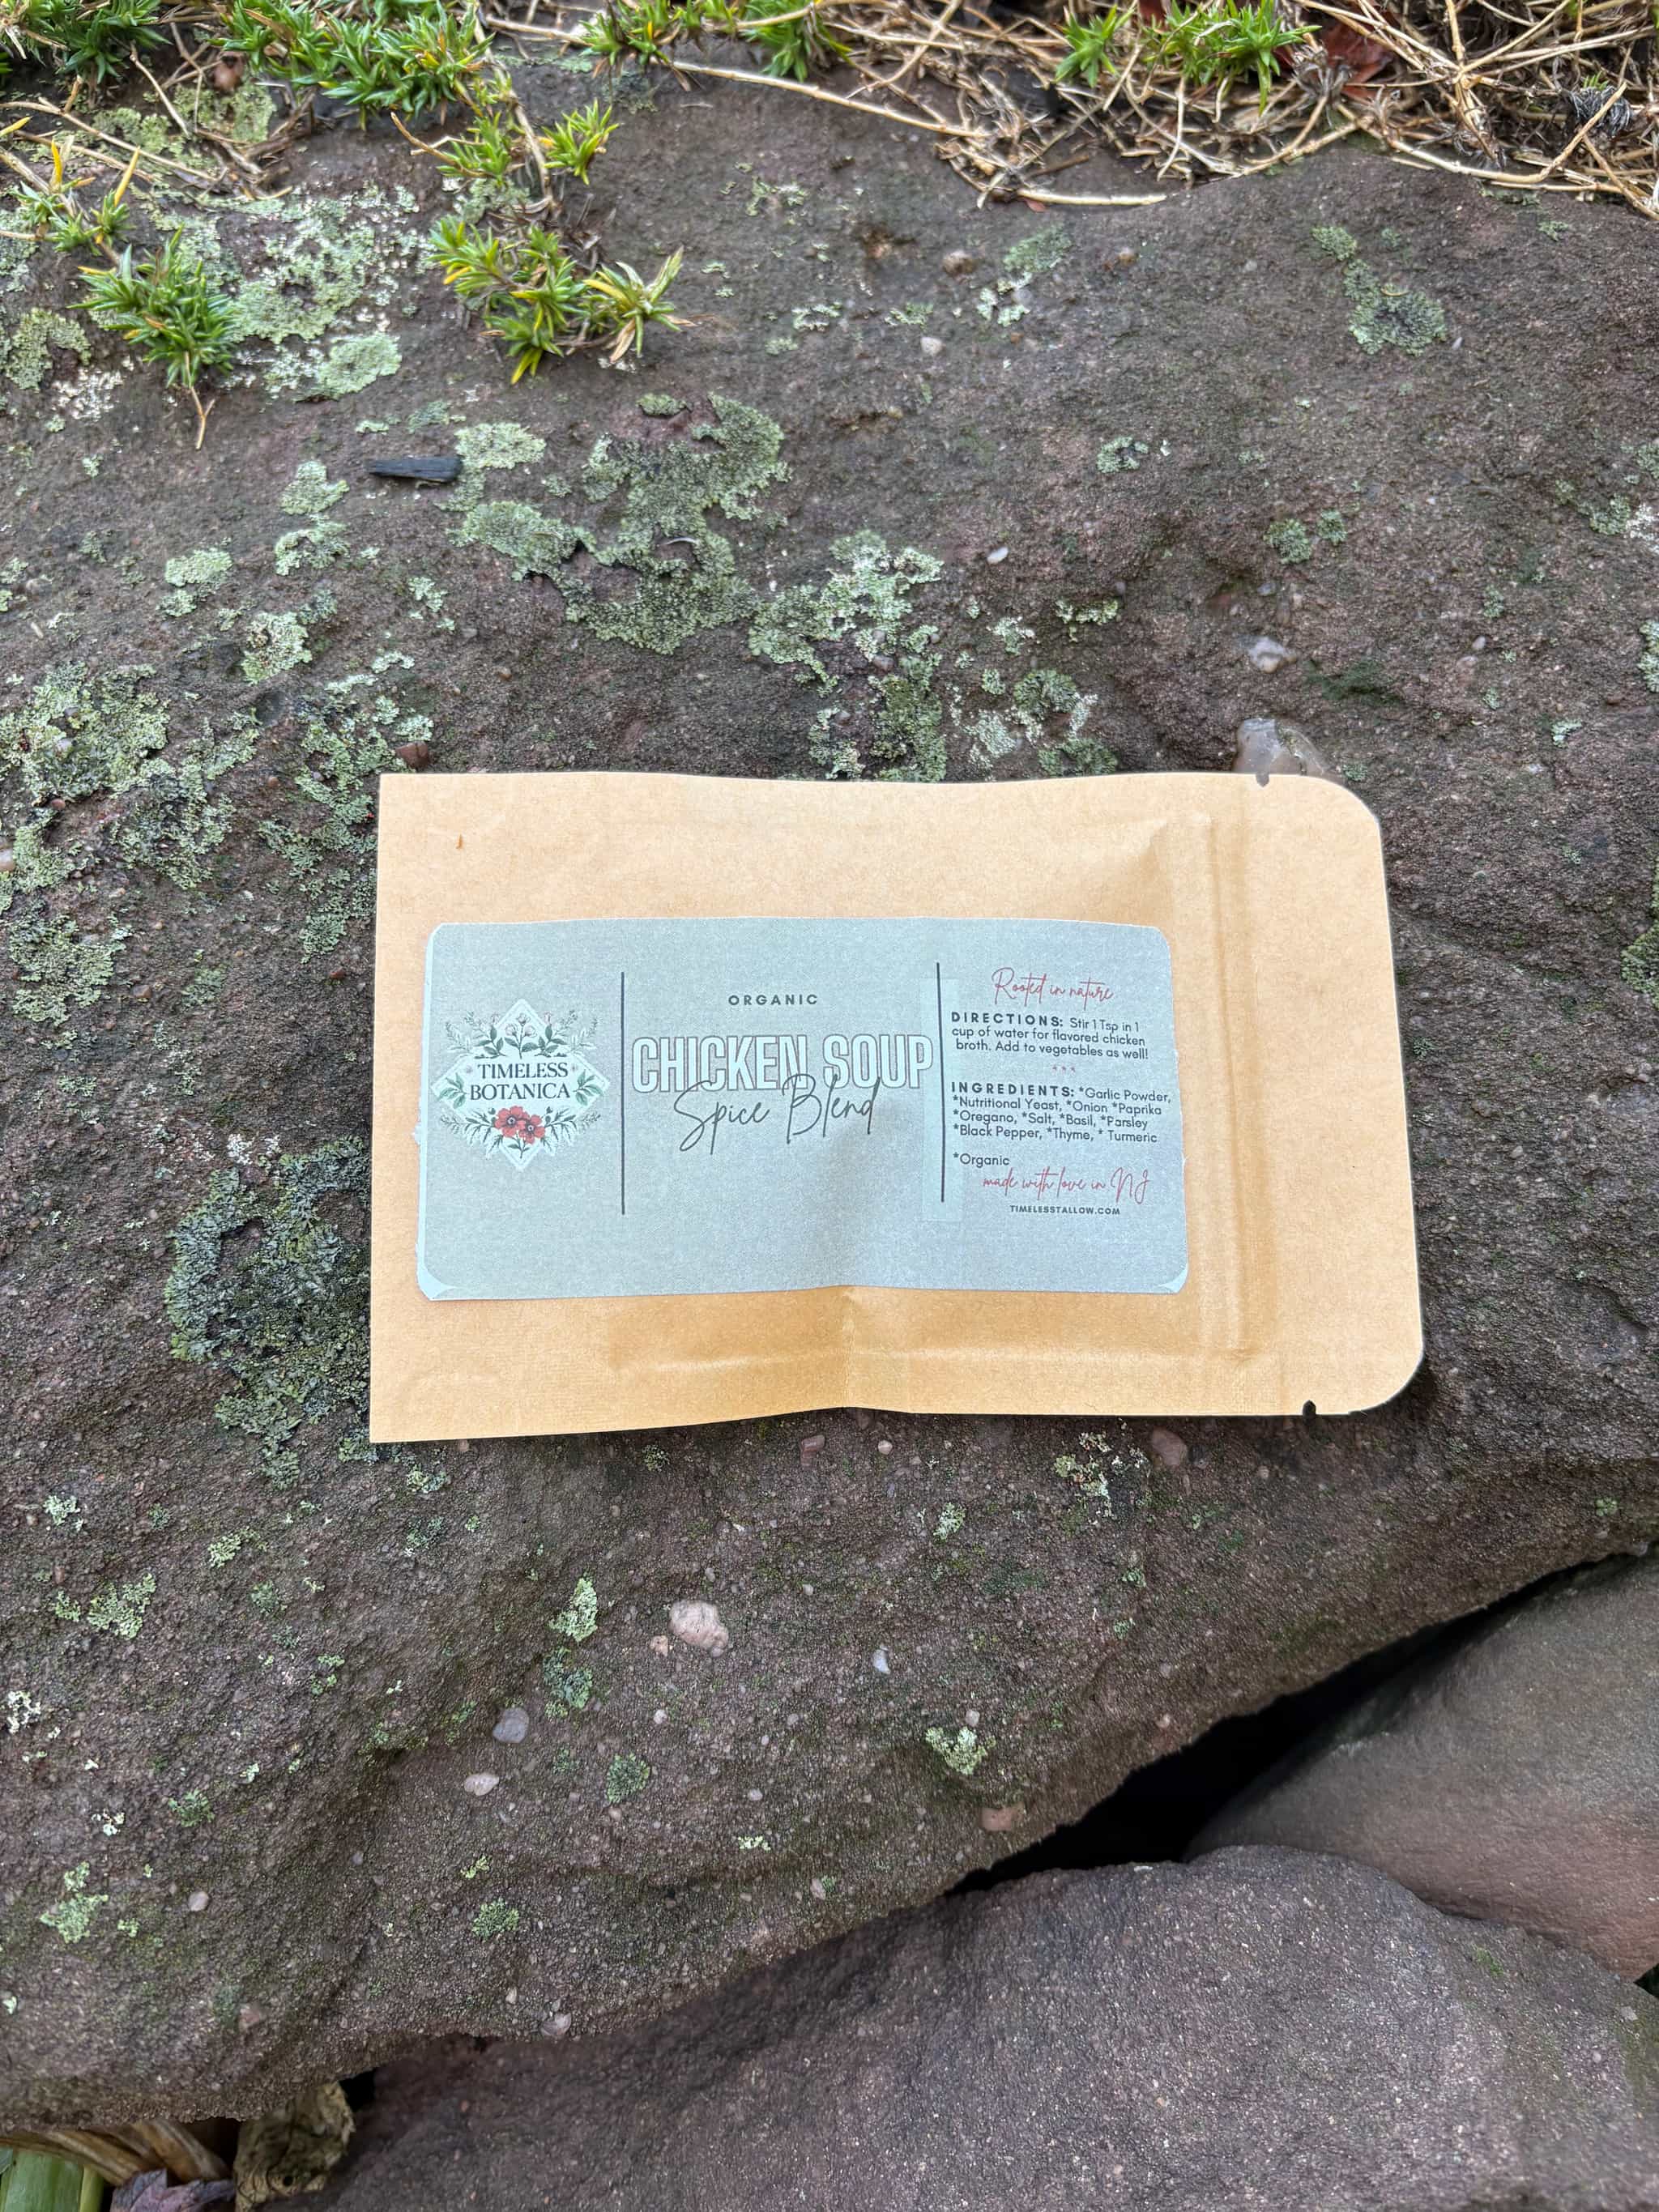 TIMELESS
BOTANICA
ORGANIC
CHICKEN SOUP
Spice Blend
Rooted in nature
DIRECTIONS: Stir 1 Tsp in 1
cup of water for flavored chicken
broth. Add to vegetables as well!
* * *
INGREDIENTS: *Garlic Powder,
*Nutritional Yeast, *Onion *Paprika
*Oregano, *Salt, *Basil, *Parsley
*Black Pepper, *Thyme, * Turmeric
*Organic
made with love in NJ
TIMELESSTALLOW.COM